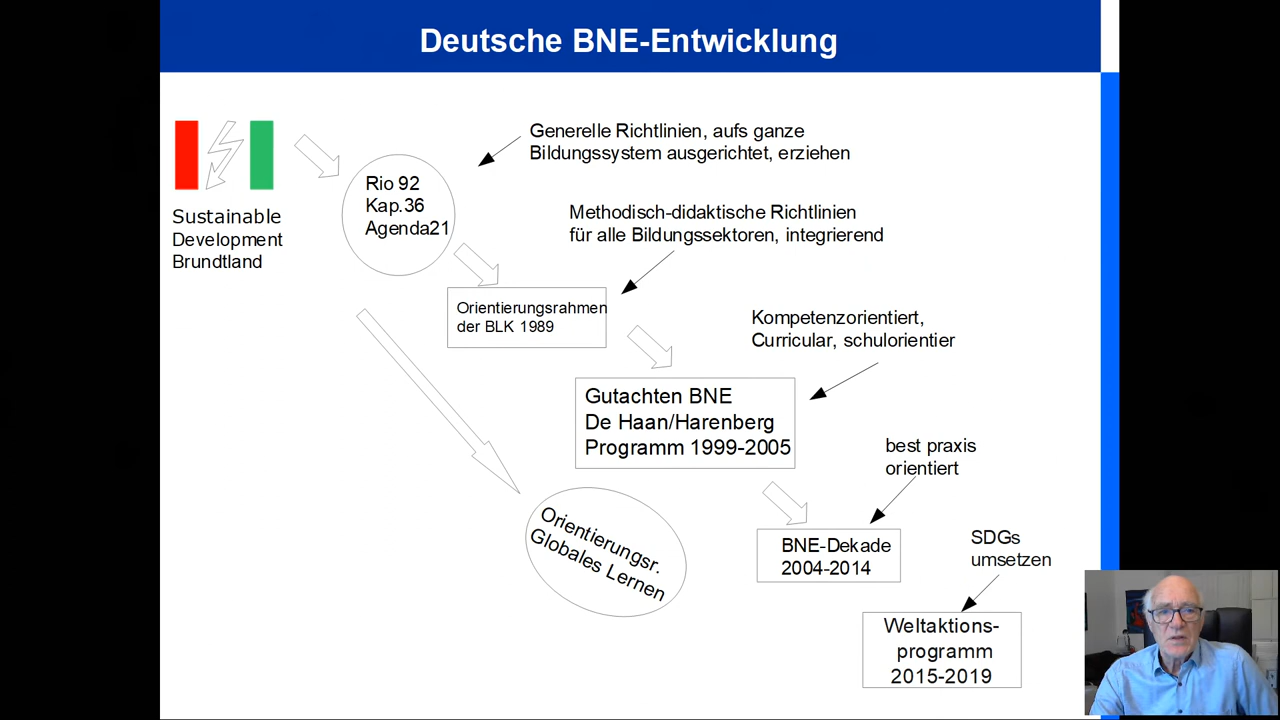 Deutsche BNE-Entwicklung
Generelle Richtlinien, aufs ganze
Bildungssystem ausgerichtet, erziehen
Sustainable
Development
Brundtland
Rio 92
Kap.36
Agenda21
Methodisch-didaktische Richtlinien
für alle Bildungssektoren, integrierend
Orientierungsrahmen
der BLK 1989
Kompetenzorientiert,
Curricular, schulorientier
Gutachten BNE
De Haan/Harenberg
Programm 1999-2005
best praxis
orientiert
Orientierungsr.
Globales Lernen
BNE-Dekade
2004-2014
SDGs
umsetzen
Weltaktions-
programm
2015-2019